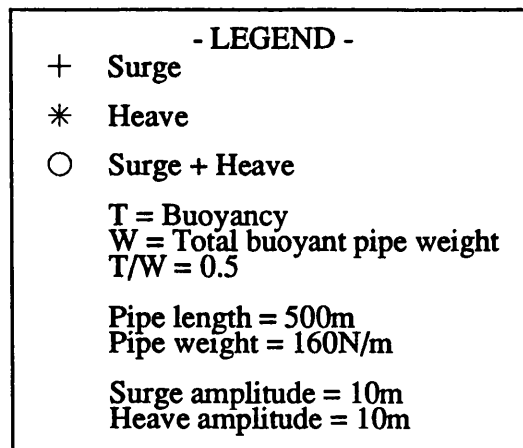 - LEGEND -
+ Surge
* Heave
○ Surge + Heave
T = Buoyancy
W = Total buoyant pipe weight
T/W = 0.5
Pipe length = 500m
Pipe weight = 160N/m
Surge amplitude = 10m
Heave amplitude = 10m